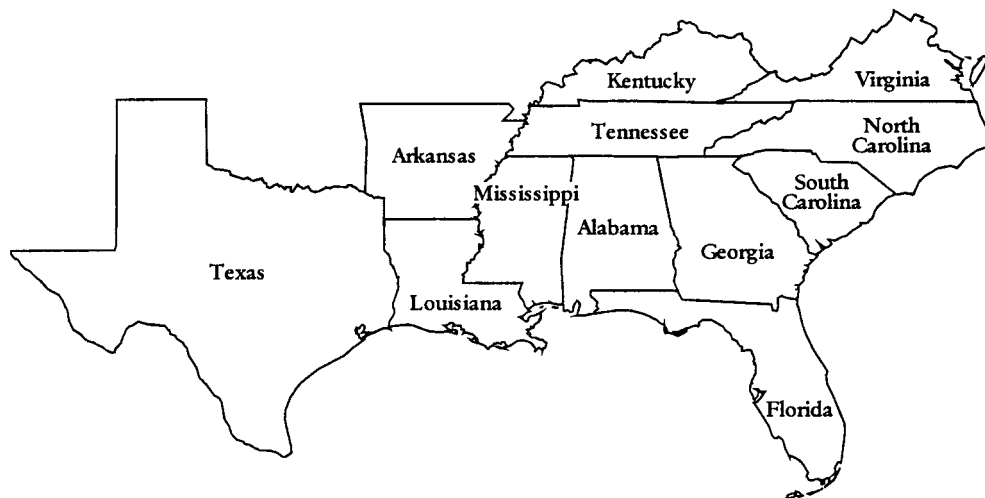 Kentucky
Virginia
Tennessee
North
Carolina
Arkansas
Mississippi
South
Carolina
Alabama
Georgia
Texas
Louisiana
Florida